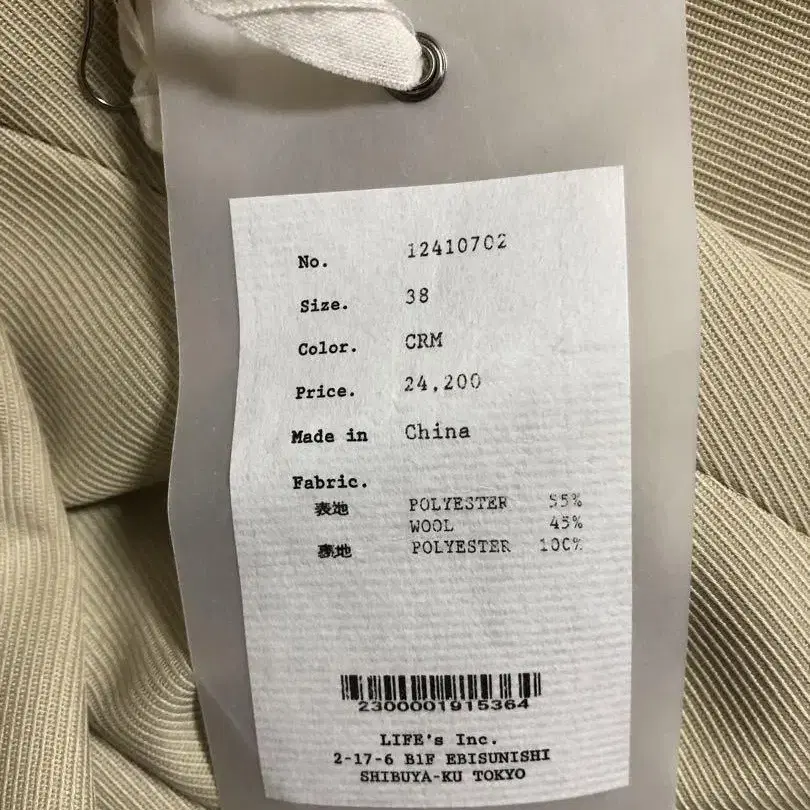 No. 12410702
Size. 38
Color. CRM
Price. 24,200
Made in China
Fabric.
表地 POLYESTER 55%
WOOL 45%
裏地 POLYESTER 100%
2300001915364
LIFE's Inc.
2-17-6 B1F EBISUNISHI
SHIBUYA-KU TOKYO